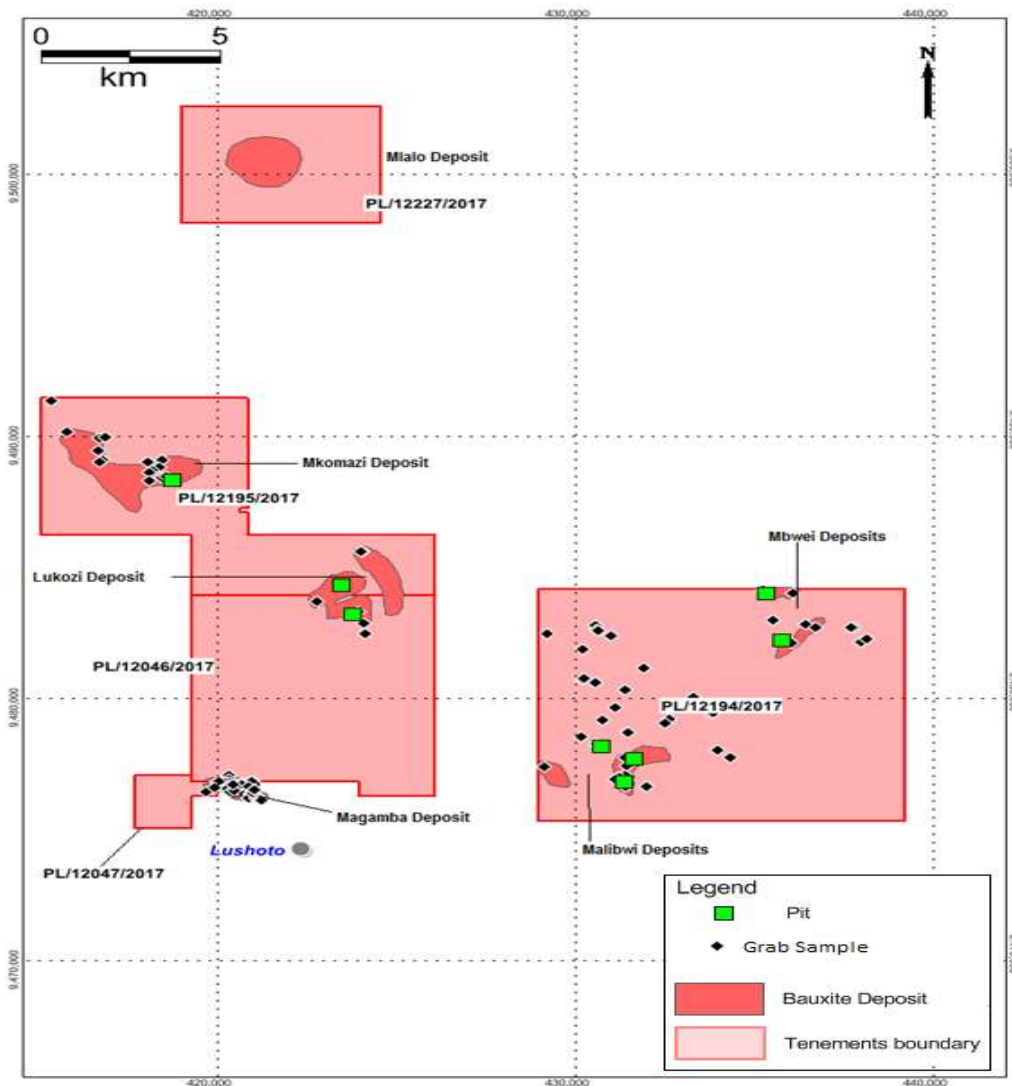 420,000
430,000
440,000
0 5
km
N
Mlalo Deposit
9,500,000
PL/12227/2017
9,490,000
Mkomazi Deposit
PL/12195/2017
Mbwei Deposits
Lukozi Deposit
PL/12046/2017
9,480,000
PL/12194/2017
Magamba Deposit
Lushoto
Malibwi Deposits
PL/12047/2017
Legend
Pit
Grab Sample
Bauxite Deposit
Tenements boundary
9,470,000
420,000
430,000
440,000